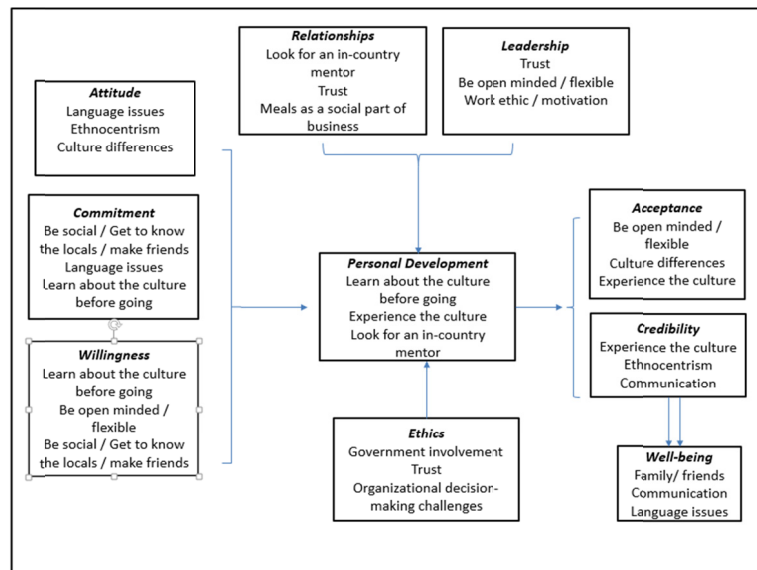 Relationships
Look for an in-country
mentor
Trust
Meals as a social part of
business
Leadership
Trust
Be open minded / flexible
Work ethic / motivation
Attitude
Language issues
Ethnocentrism
Culture differences
Commitment
Be social / Get to know
the locals / make friends
Language issues
Learn about the culture
before going
Willingness
Learn about the culture
before going
Be open minded /
flexible
Be social / Get to know
the locals / make friends
Personal Development
Learn about the culture
before going
Experience the culture
Look for an in-country
mentor
Ethics
Government involvement
Trust
Organizational decision-
making challenges
Acceptance
Be open minded /
flexible
Culture differences
Experience the culture
Credibility
Experience the culture
Ethnocentrism
Communication
Well-being
Family/ friends
Communication
Language issues